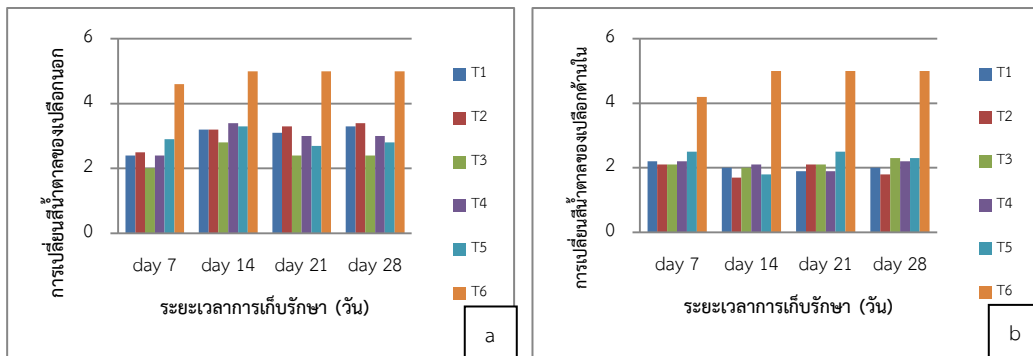 การเปลี่ยนสีน้ำตาลของเปลือกนอก
6
4
2
0
day 7 day 14 day 21 day 28
ระยะเวลาการเก็บรักษา (วัน)
T1
T2
T3
T4
T5
T6
a
การเปลี่ยนสีน้ำตาลของเปลือกด้านใน
6
4
2
0
day 7 day 14 day 21 day 28
ระยะเวลาการเก็บรักษา (วัน)
T1
T2
T3
T4
T5
T6
b